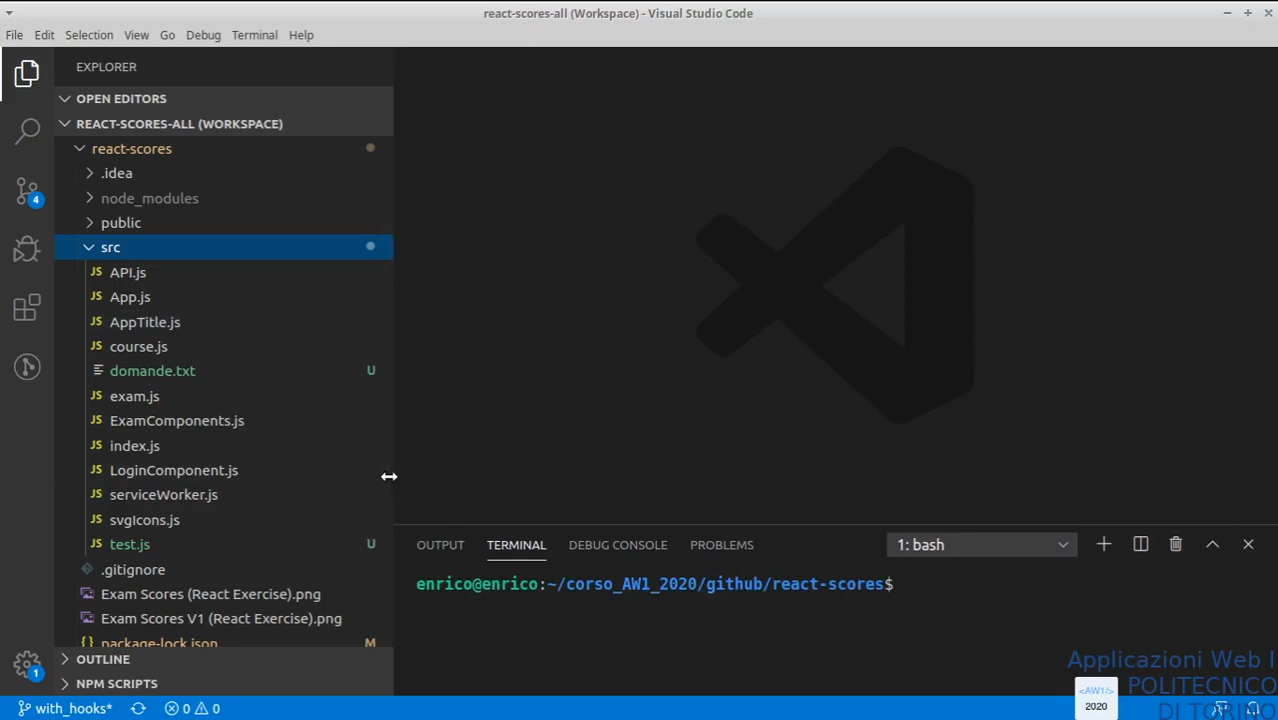 react-scores-all (Workspace) - Visual Studio Code
File Edit Selection View Go Debug Terminal Help
EXPLORER
OPEN EDITORS
REACT-SCORES-ALL (WORKSPACE)
react-scores
.idea
node_modules
public
src
JS API.js
JS App.js
JS AppTitle.js
JS course.js
domande.txt U
JS exam.js
JS ExamComponents.js
JS index.js
JS LoginComponent.js
JS serviceWorker.js
JS svgIcons.js
JS test.js U
.gitignore
Exam Scores (React Exercise).png
Exam Scores V1 (React Exercise).png
{} package-lock.json M
OUTLINE
NPM SCRIPTS
4
1
OUTPUT TERMINAL DEBUG CONSOLE PROBLEMS 1: bash
enrico@enrico:~/corso_AW1_2020/github/react-scores$
Applicazioni Web I
POLITECNICO
DI TORINO
<AW1/>
2020
with_hooks* 0 0